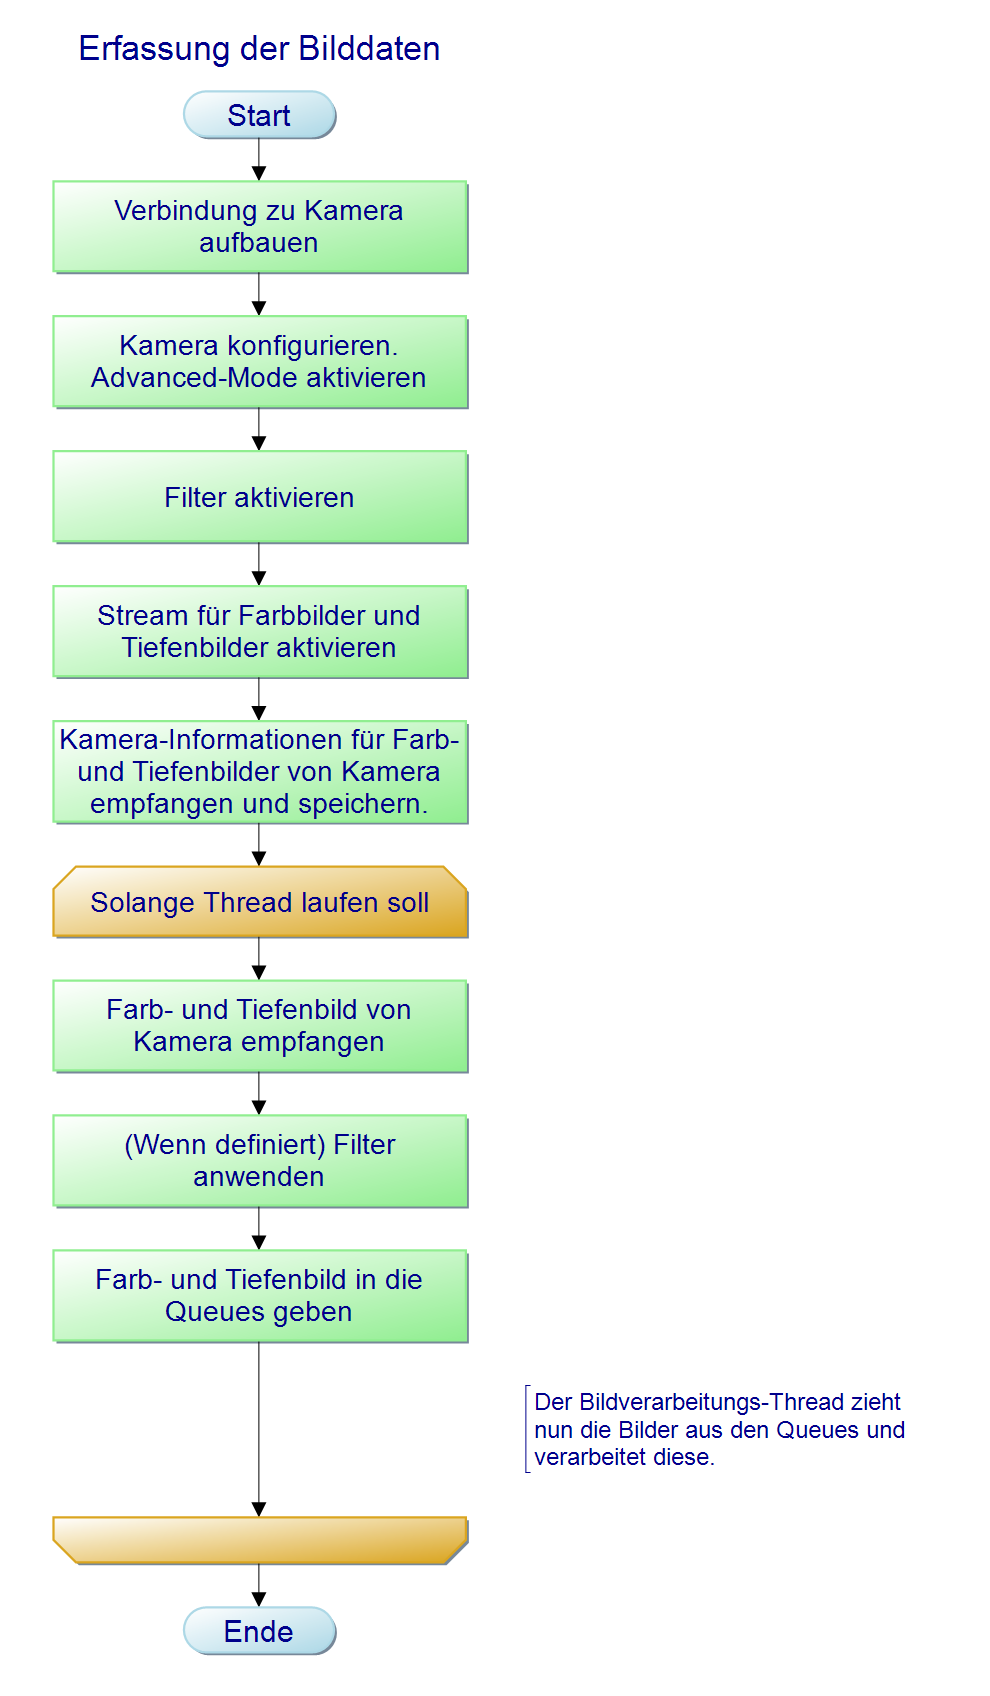 Erfassung der Bilddaten
Start
Verbindung zu Kamera
aufbauen
Kamera konfigurieren.
Advanced-Mode aktivieren
Filter aktivieren
Stream für Farbbilder und
Tiefenbilder aktivieren
Kamera-Informationen für Farb-
und Tiefenbilder von Kamera
empfangen und speichern.
Solange Thread laufen soll
Farb- und Tiefenbild von
Kamera empfangen
(Wenn definiert) Filter
anwenden
Farb- und Tiefenbild in die
Queues geben
Der Bildverarbeitungs-Thread zieht
nun die Bilder aus den Queues und
verarbeitet diese.
Ende